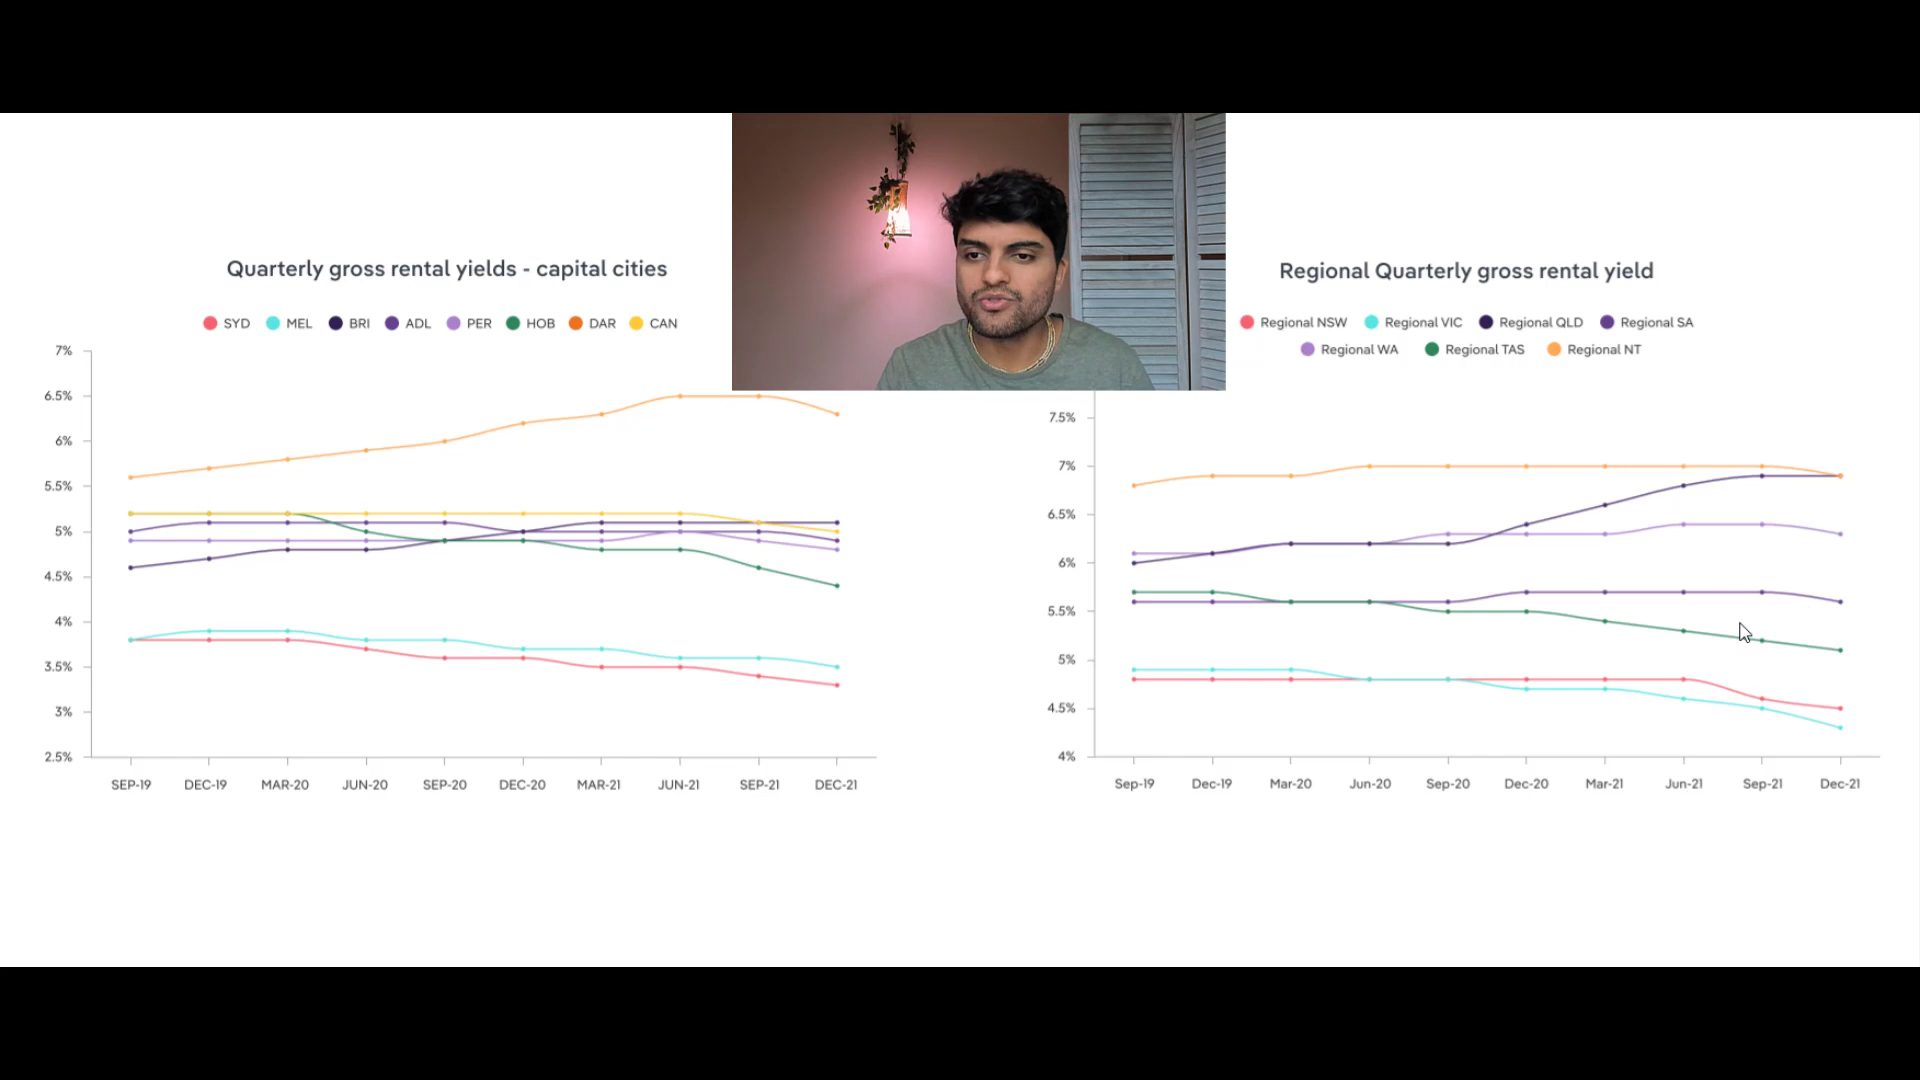 Quarterly gross rental yields - capital cities
SYD MEL BRI ADL PER HOB DAR CAN
7%
6.5%
6%
5.5%
5%
4.5%
4%
3.5%
3%
2.5%
SEP-19 DEC-19 MAR-20 JUN-20 SEP-20 DEC-20 MAR-21 JUN-21 SEP-21 DEC-21
Regional Quarterly gross rental yield
Regional NSW Regional VIC Regional QLD Regional SA
Regional WA Regional TAS Regional NT
7.5%
7%
6.5%
6%
5.5%
5%
4.5%
4%
Sep-19 Dec-19 Mar-20 Jun-20 Sep-20 Dec-20 Mar-21 Jun-21 Sep-21 Dec-21